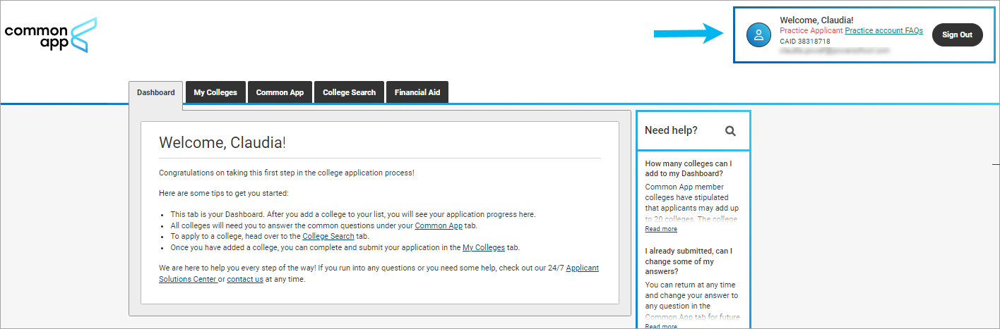 common
app
Welcome, Claudia!
Practice Applicant Practice account FAQs
CAID 38318718
Sign Out
Dashboard
My Colleges
Common App
College Search
Financial Aid
Welcome, Claudia!
Congratulations on taking this first step in the college application process!
Here are some tips to get you started:
• This tab is your Dashboard. After you add a college to your list, you will see your application progress here.
• All colleges will need you to answer the common questions under your Common App tab.
• To apply to a college, head over to the College Search tab.
• Once you have added a college, you can complete and submit your application in the My Colleges tab.
We are here to help you every step of the way! If you run into any questions or you need some help, check out our 24/7 Applicant
Solutions Center or contact us at any time.
Need help?
How many colleges can I
add to my Dashboard?
Common App member
colleges have stipulated
that applicants may add up
to 20 colleges. The college
Read more
I already submitted, can I
change some of my
answers?
You can return at any time
and change your answer to
any question in the
Common App tab for future
Read more